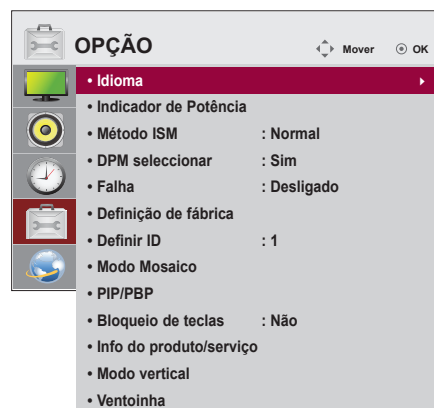 OPÇÃO Mover OK
• Idioma
• Indicador de Potência
• Método ISM : Normal
• DPM seleccionar : Sim
• Falha : Desligado
• Definição de fábrica
• Definir ID : 1
• Modo Mosaico
• PIP/PBP
• Bloqueio de teclas : Não
• Info do produto/serviço
• Modo vertical
• Ventoinha